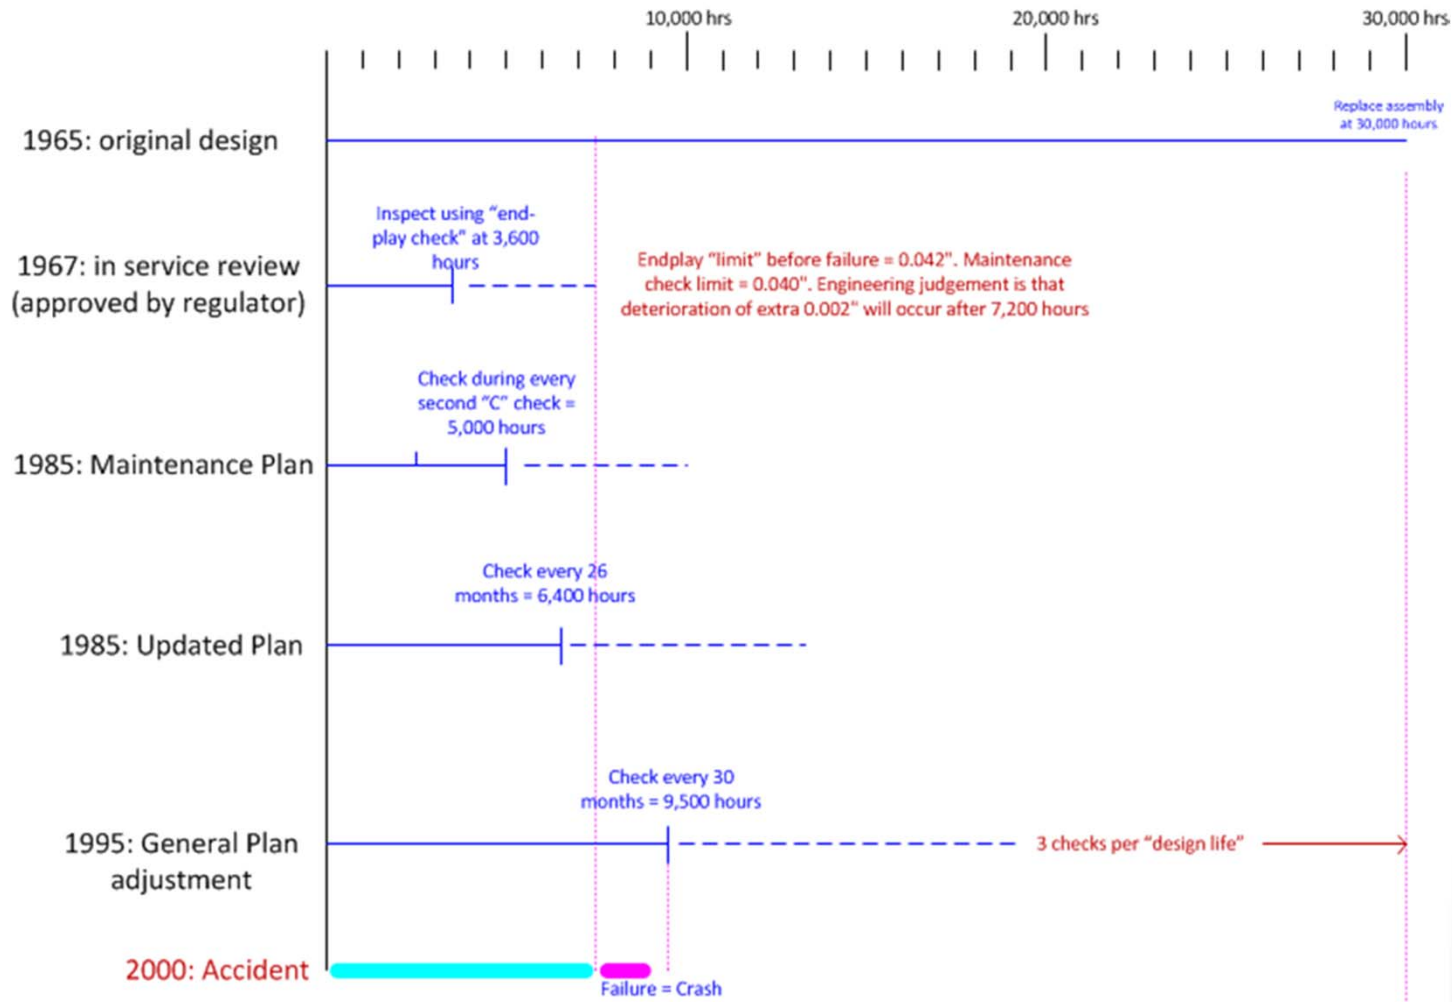 10,000 hrs
20,000 hrs
30,000 hrs
Replace assembly
at 30,000 hours
1965: original design
Inspect using "end-
play check" at 3,600
hours
1967: in service review
(approved by regulator)
Endplay "limit" before failure = 0.042". Maintenance
check limit = 0.040". Engineering judgement is that
deterioration of extra 0.002" will occur after 7,200 hours
Check during every
second "C" check =
5,000 hours
1985: Maintenance Plan
Check every 26
months = 6,400 hours
1985: Updated Plan
Check every 30
months = 9,500 hours
1995: General Plan
adjustment
3 checks per "design life"
2000: Accident
Failure = Crash